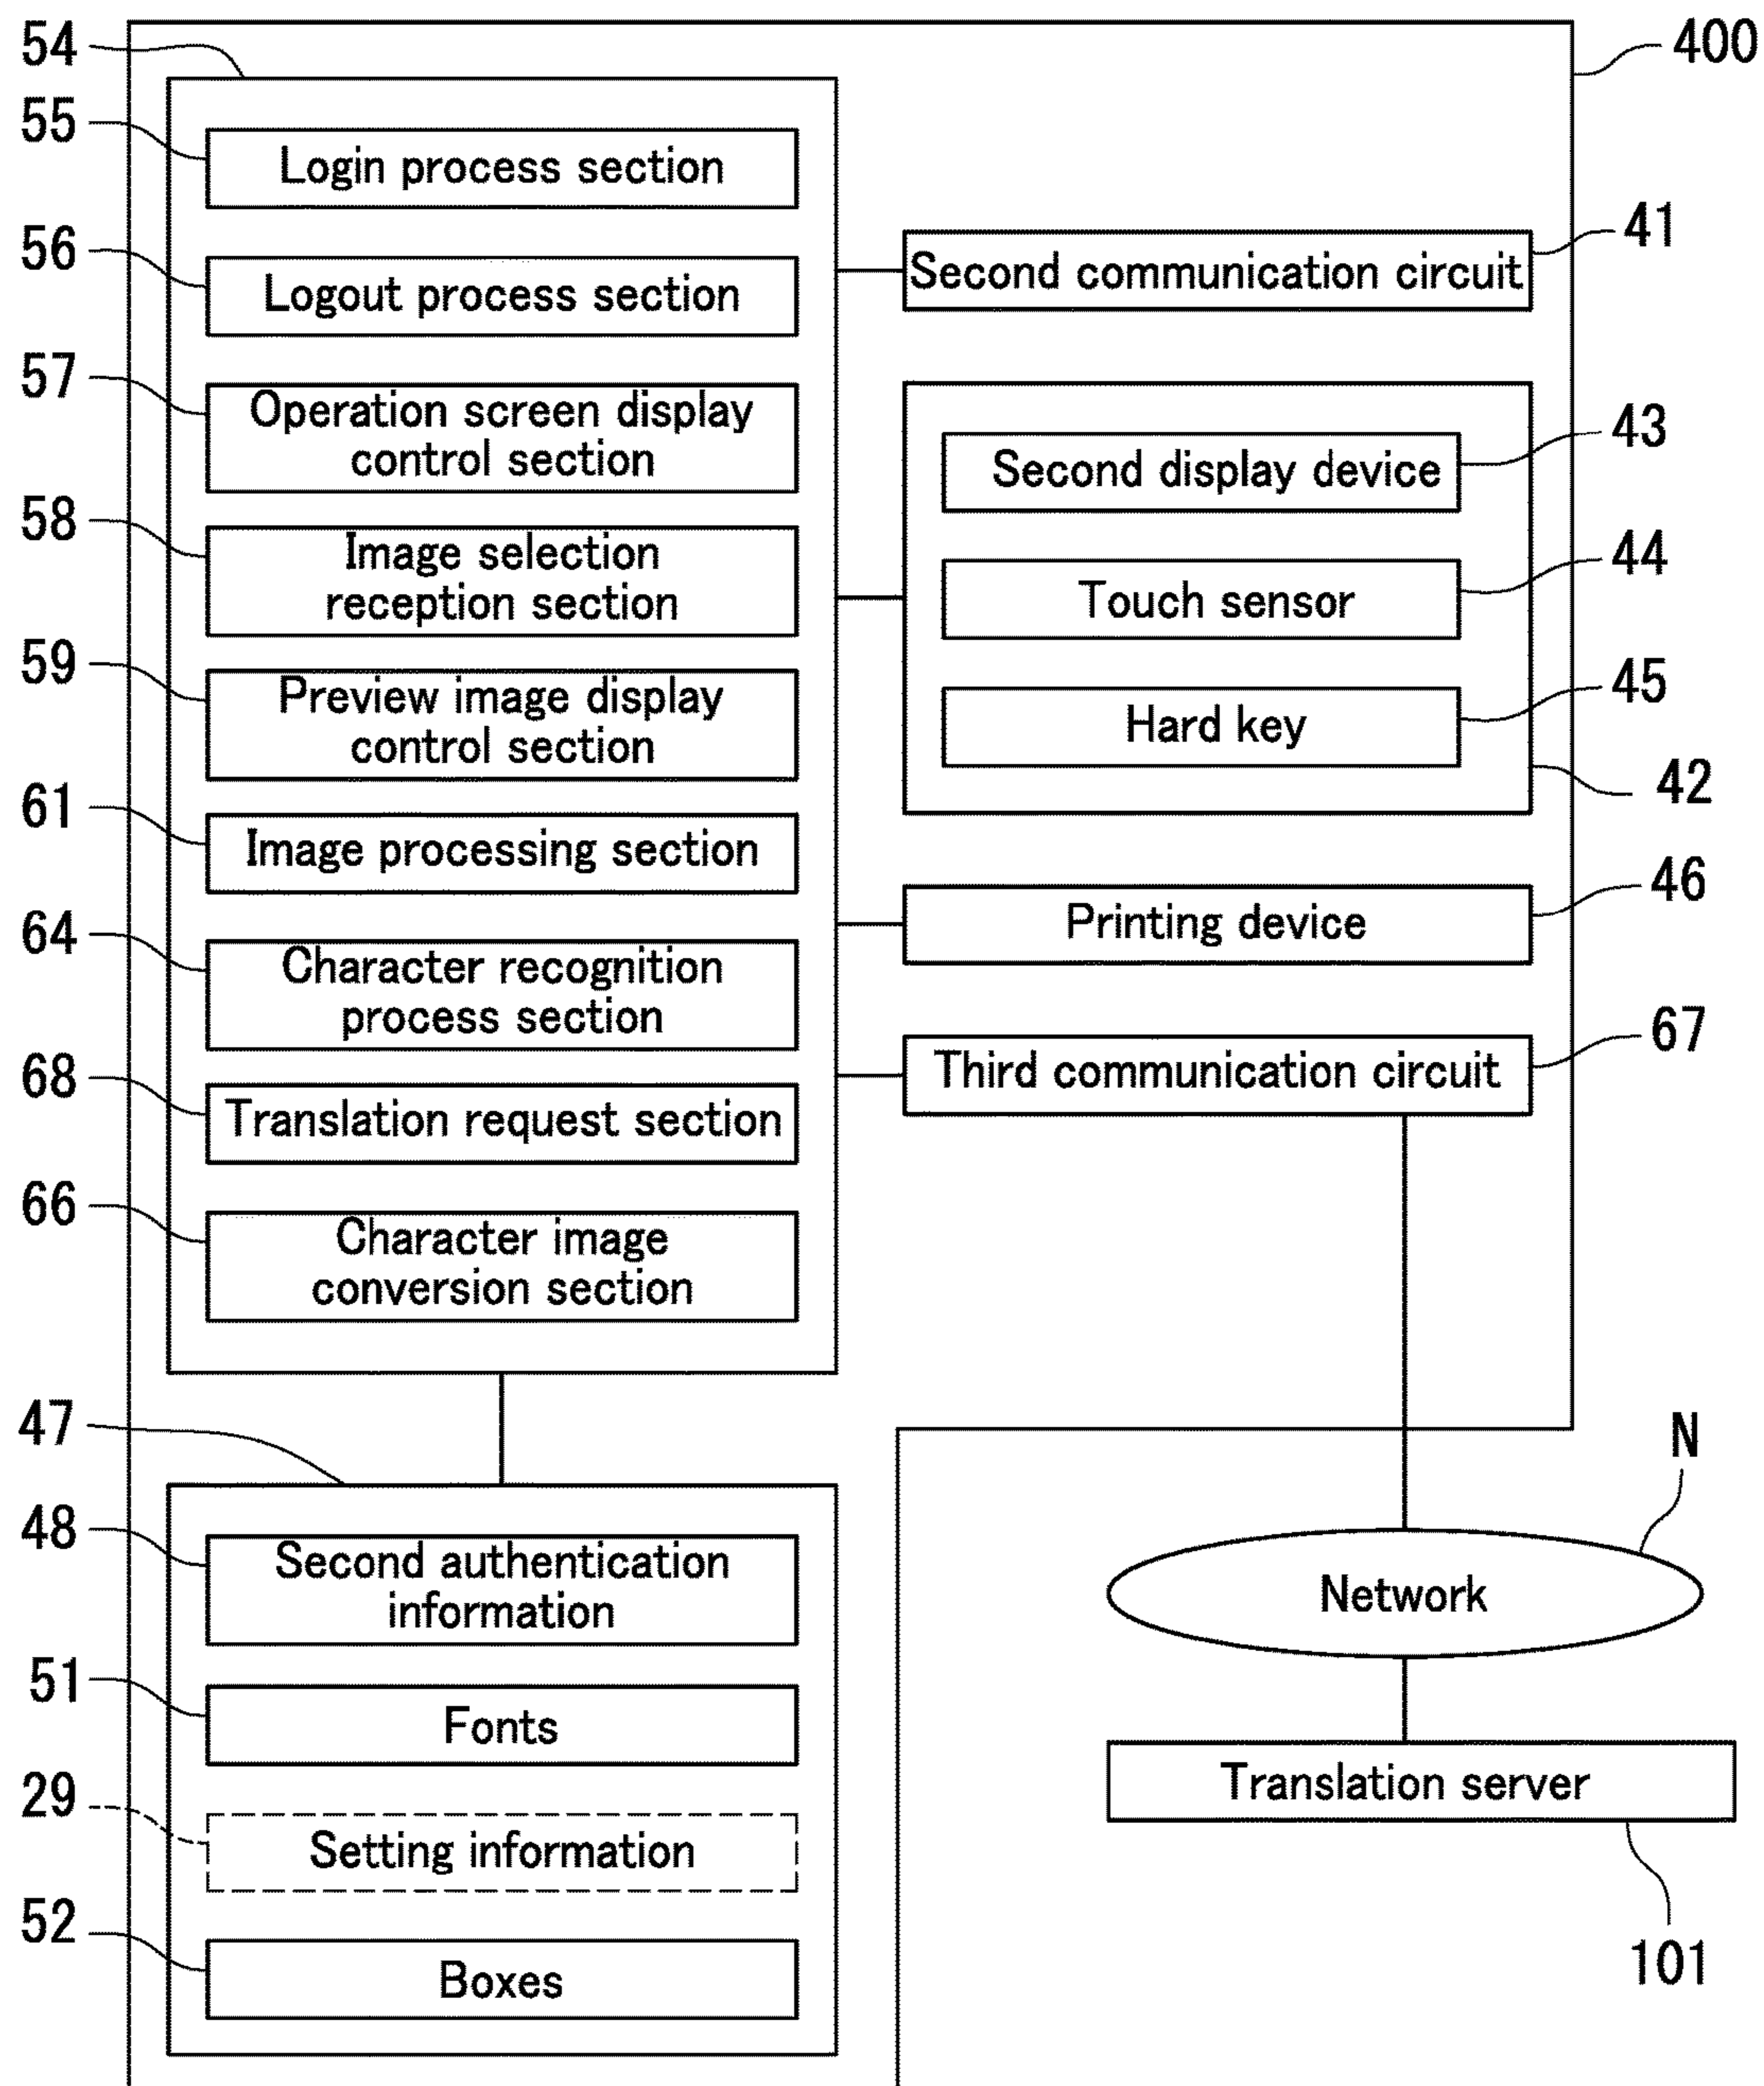 400
54
55
Login process section
56
Logout process section
57
Operation screen display
control section
58
Image selection
reception section
59
Preview image display
control section
61
Image processing section
64
Character recognition
process section
68
Translation request section
66
Character image
conversion section
41
Second communication circuit
43
Second display device
44
Touch sensor
45
Hard key
42
46
Printing device
67
Third communication circuit
47
48
Second authentication
information
51
Fonts
29
Setting information
52
Boxes
N
Network
Translation server
101